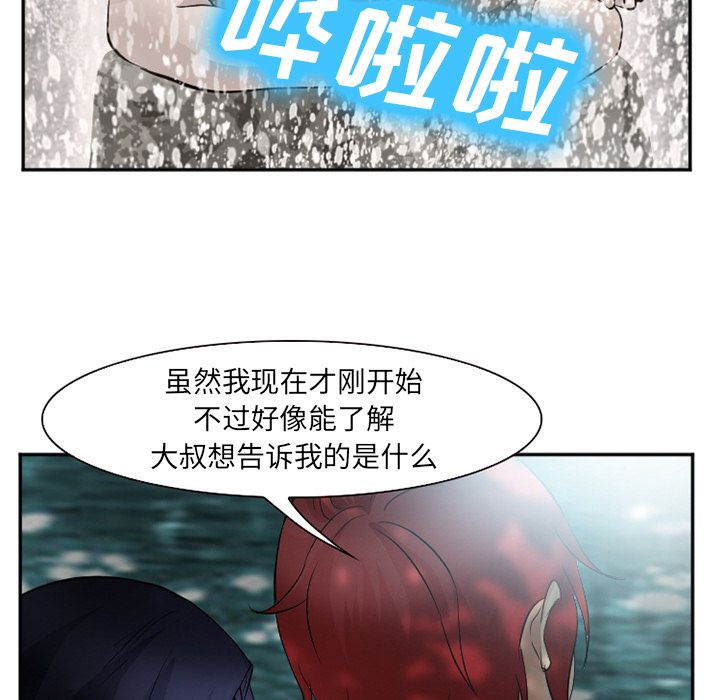 哗啦啦
虽然我现在才刚开始
不过好像能了解
大叔想告诉我的是什么